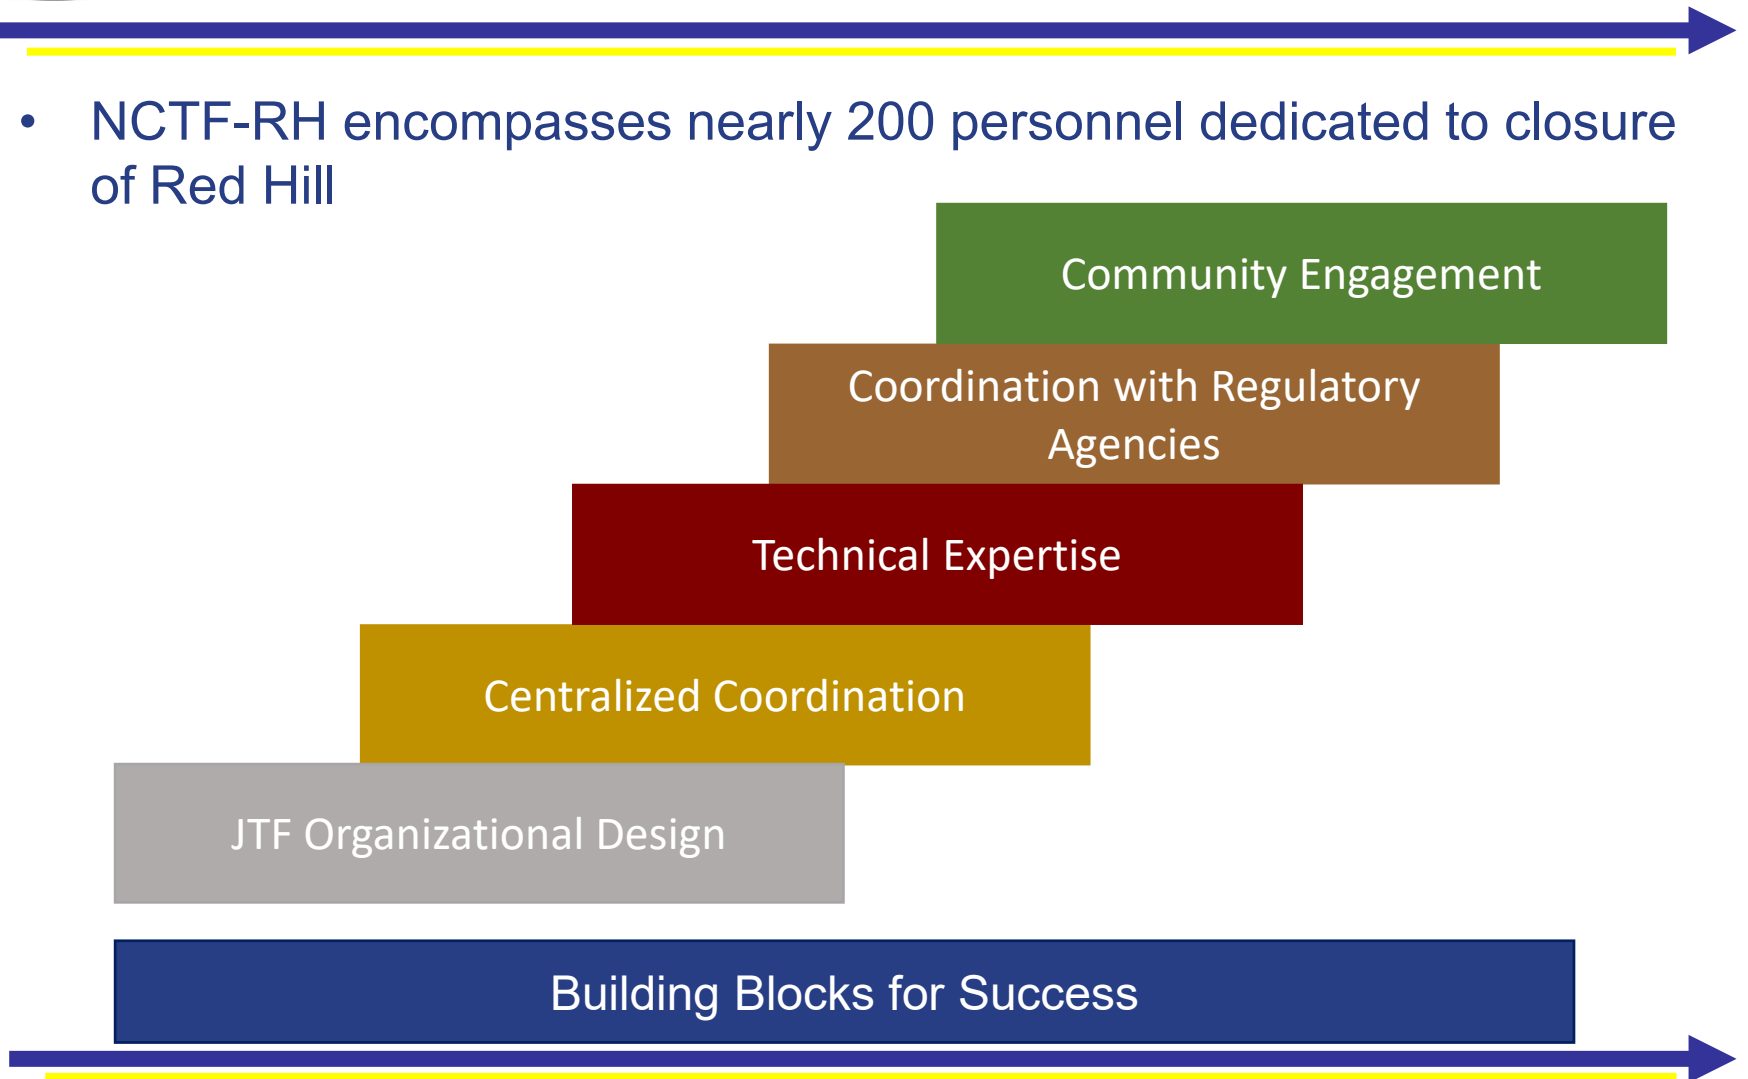 • NCTF-RH encompasses nearly 200 personnel dedicated to closure
of Red Hill
Community Engagement
Coordination with Regulatory
Agencies
Technical Expertise
Centralized Coordination
JTF Organizational Design
Building Blocks for Success